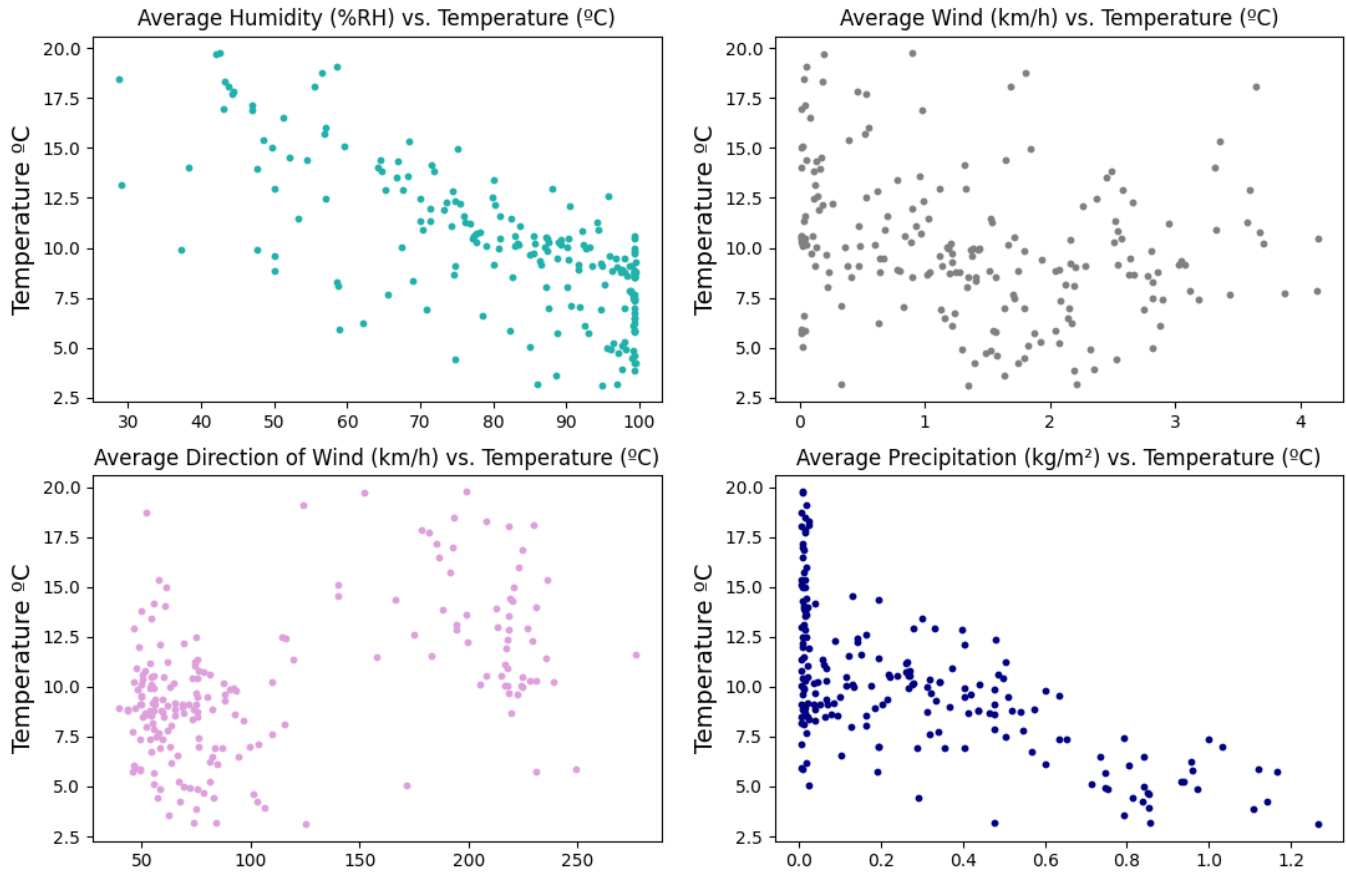 Average Humidity (%RH) vs. Temperature (ºC)
Temperature ºC
20.0
17.5
15.0
12.5
10.0
7.5
5.0
2.5
30 40 50 60 70 80 90 100
Average Wind (km/h) vs. Temperature (ºC)
Temperature ºC
20.0
17.5
15.0
12.5
10.0
7.5
5.0
2.5
0 1 2 3 4
Average Direction of Wind (km/h) vs. Temperature (ºC)
Temperature ºC
20.0
17.5
15.0
12.5
10.0
7.5
5.0
2.5
50 100 150 200 250
Average Precipitation (kg/m²) vs. Temperature (ºC)
Temperature ºC
20.0
17.5
15.0
12.5
10.0
7.5
5.0
2.5
0.0 0.2 0.4 0.6 0.8 1.0 1.2